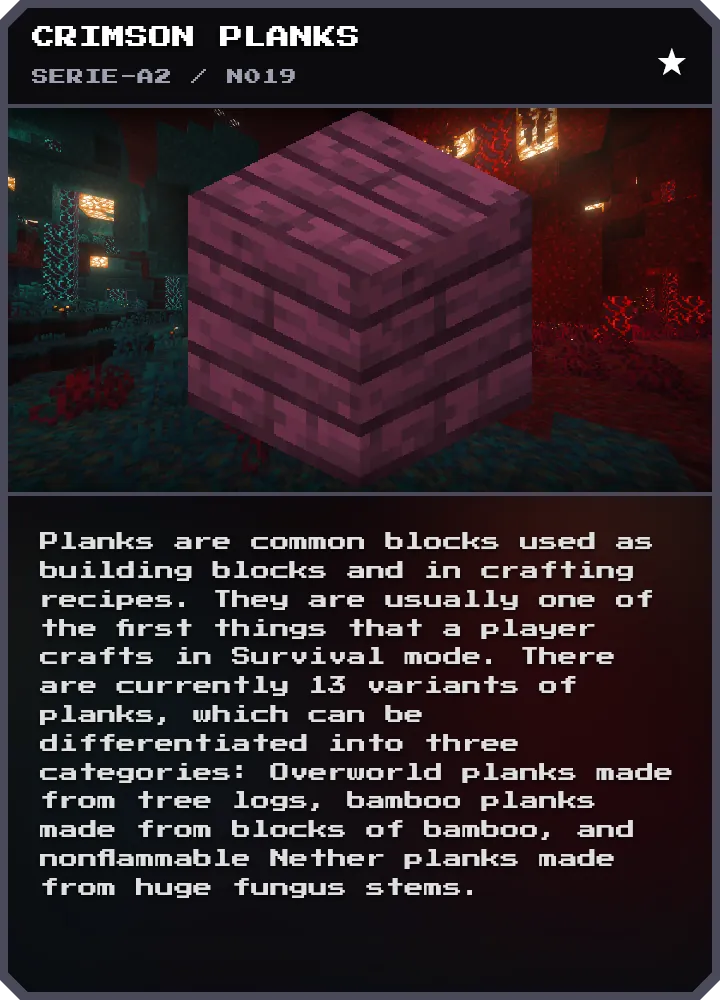 CRIMSON PLANKS
SERIE-A2 / NO19
Planks are common blocks used as
building blocks and in crafting
recipes. They are usually one of
the first things that a player
crafts in Survival mode. There
are currently 13 variants of
planks, which can be
differentiated into three
categories: Overworld planks made
from tree logs, bamboo planks
made from blocks of bamboo, and
nonflammable Nether planks made
from huge fungus stems.